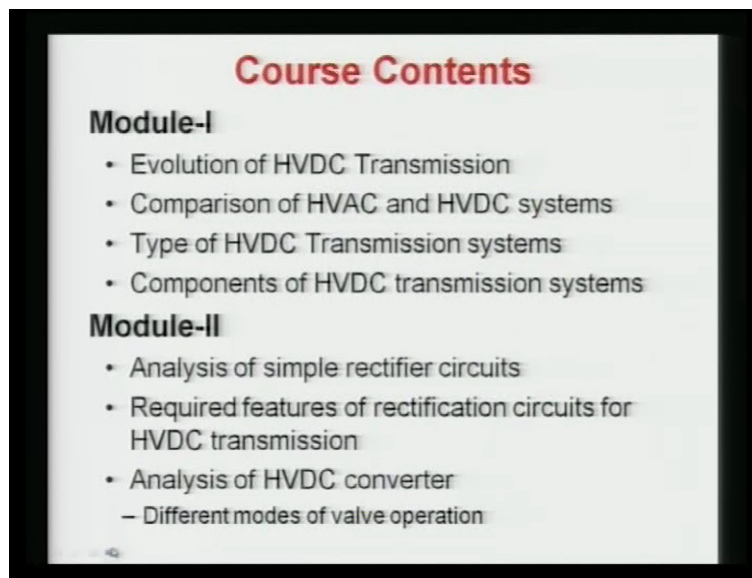 Course Contents
Module-I
• Evolution of HVDC Transmission
• Comparison of HVAC and HVDC systems
• Type of HVDC Transmission systems
• Components of HVDC transmission systems
Module-II
• Analysis of simple rectifier circuits
• Required features of rectification circuits for
HVDC transmission
• Analysis of HVDC converter
– Different modes of valve operation